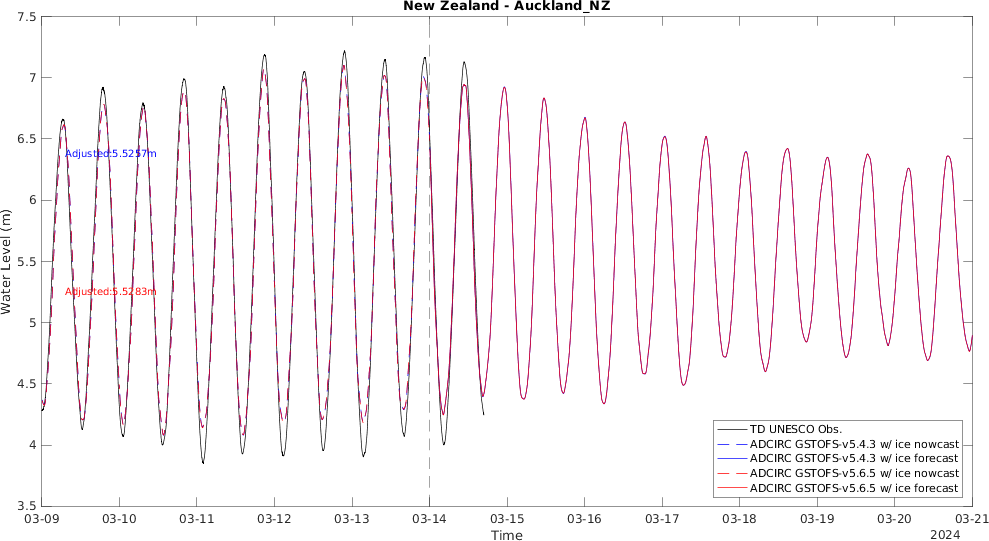 New Zealand - Auckland_NZ
7.5
7
6.5
6
5.5
5
4.5
4
3.5
Water Level (m)
Adjusted:5.5257m
Adjusted:5.5283m
TD UNESCO Obs.
ADCIRC GSTOFS-v5.4.3 w/ ice nowcast
ADCIRC GSTOFS-v5.4.3 w/ ice forecast
ADCIRC GSTOFS-v5.6.5 w/ ice nowcast
ADCIRC GSTOFS-v5.6.5 w/ ice forecast
03-09 03-10 03-11 03-12 03-13 03-14 03-15 03-16 03-17 03-18 03-19 03-20 03-21
Time
2024